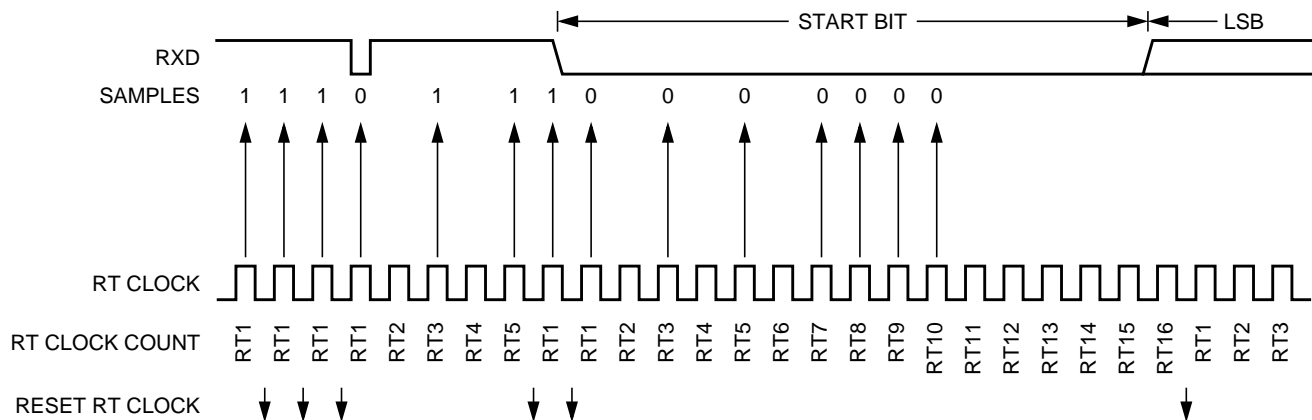 START BIT LSB
RXD
SAMPLES 1 1 1 0 1 1 1 0 0 0 0 0 0 0
RT CLOCK
RT CLOCK COUNT RT1 RT1 RT1 RT1 RT2 RT3 RT4 RT5 RT1 RT1 RT2 RT3 RT4 RT5 RT6 RT7 RT8 RT9 RT10 RT11 RT12 RT13 RT14 RT15 RT16 RT1 RT2 RT3
RESET RT CLOCK